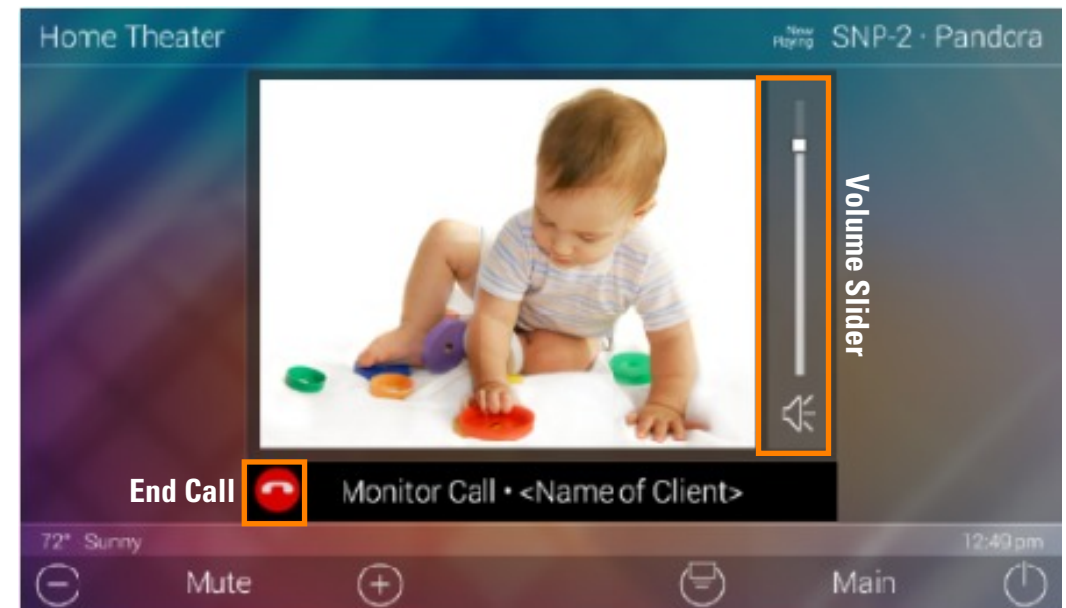 Home Theater
Now Playing SNP-2 · Pandora
Volume Slider
End Call
Monitor Call • <Name of Client>
72° Sunny
12:49 pm
Mute
Main